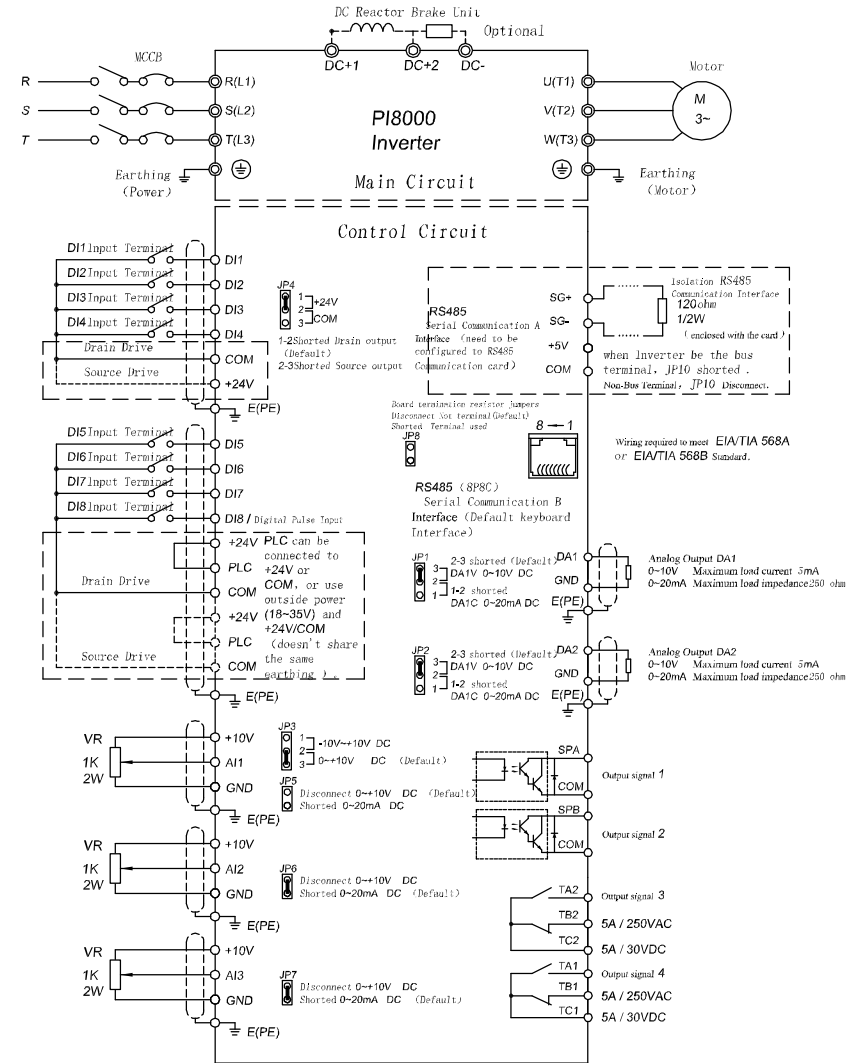 DC Reactor Brake Unit
Optional
MCCB
DC+1 DC+2 DC-
Motor
R R(L1)
S S(L2)
T T(L3)
U(T1)
V(T2)
W(T3)
M
3~
PI8000
Inverter
Earthing
(Power)
Main Circuit
Earthing
(Motor)
Control Circuit
DI1 Input Terminal DI1
DI2 Input Terminal DI2
DI3 Input Terminal DI3
DI4 Input Terminal DI4
Drain Drive COM
Source Drive +24V
E(PE)
JP4
1
2
3
+24V
COM
1-2Shorted Drain output
(Default)
2-3Shorted Source output
RS485
Serial Communication A
Interface (need to be
configured to RS485
Communication card)
SG+
SG-
+5V
COM
Isolation RS485
Communication Interface
120ohm
1/2W
(enclosed with the card)
when Inverter be the bus
terminal, JP10 shorted .
Non-Bus Terminal, JP10 Disconnect.
Board termination resistor jumpers
Disconnect Not terminal(Default)
Shorted Terminal used
JP8
8 1
Wiring required to meet EIA/TIA 568A
or EIA/TIA 568B Standard.
RS485 (8P8C)
Serial Communication B
Interface (Default keyboard
Interface)
DI5 Input Terminal DI5
DI6 Input Terminal DI6
DI7 Input Terminal DI7
DI8 Input Terminal DI8 / Digital Pulse Input
+24V
PLC
Drain Drive COM
+24V
PLC
Source Drive COM
PLC can be
connected to
+24V or
COM, or use
outside power
(18~35V) and
+24V/COM
(doesn't share
the same
earthing ) .
E(PE)
JP1
3
2
1
2-3 shorted (Default)
DA1V 0~10V DC
1-2 shorted
DA1C 0~20mA DC
DA1
GND
E(PE)
Analog Output DA1
0~10V Maximum load current 5mA
0~20mA Maximum load impedance250 ohm
JP2
3
2
1
2-3 shorted (Default)
DA1V 0~10V DC
1-2 shorted
DA1C 0~20mA DC
DA2
GND
E(PE)
Analog Output DA2
0~10V Maximum load current 5mA
0~20mA Maximum load impedance250 ohm
VR
1K
2W
+10V
AI1
GND
E(PE)
JP3
1
2
3
-10V~+10V DC
0~+10V DC (Default)
JP5
Disconnect 0~+10V DC (Default)
Shorted 0~20mA DC
SPA
COM
Output signal 1
SPB
COM
Output signal 2
VR
1K
2W
+10V
AI2
GND
E(PE)
JP6
Disconnect 0~+10V DC
Shorted 0~20mA DC (Default)
TA2
TB2
TC2
Output signal 3
5A / 250VAC
5A / 30VDC
VR
1K
2W
+10V
AI3
GND
E(PE)
JP7
Disconnect 0~+10V DC
Shorted 0~20mA DC (Default)
TA1
TB1
TC1
Output signal 4
5A / 250VAC
5A / 30VDC